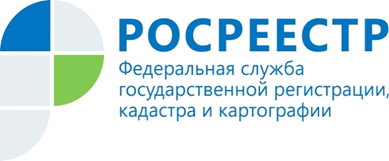 РОСРЕЕСТР
Федеральная служба
государственной регистрации,
кадастра и картографии